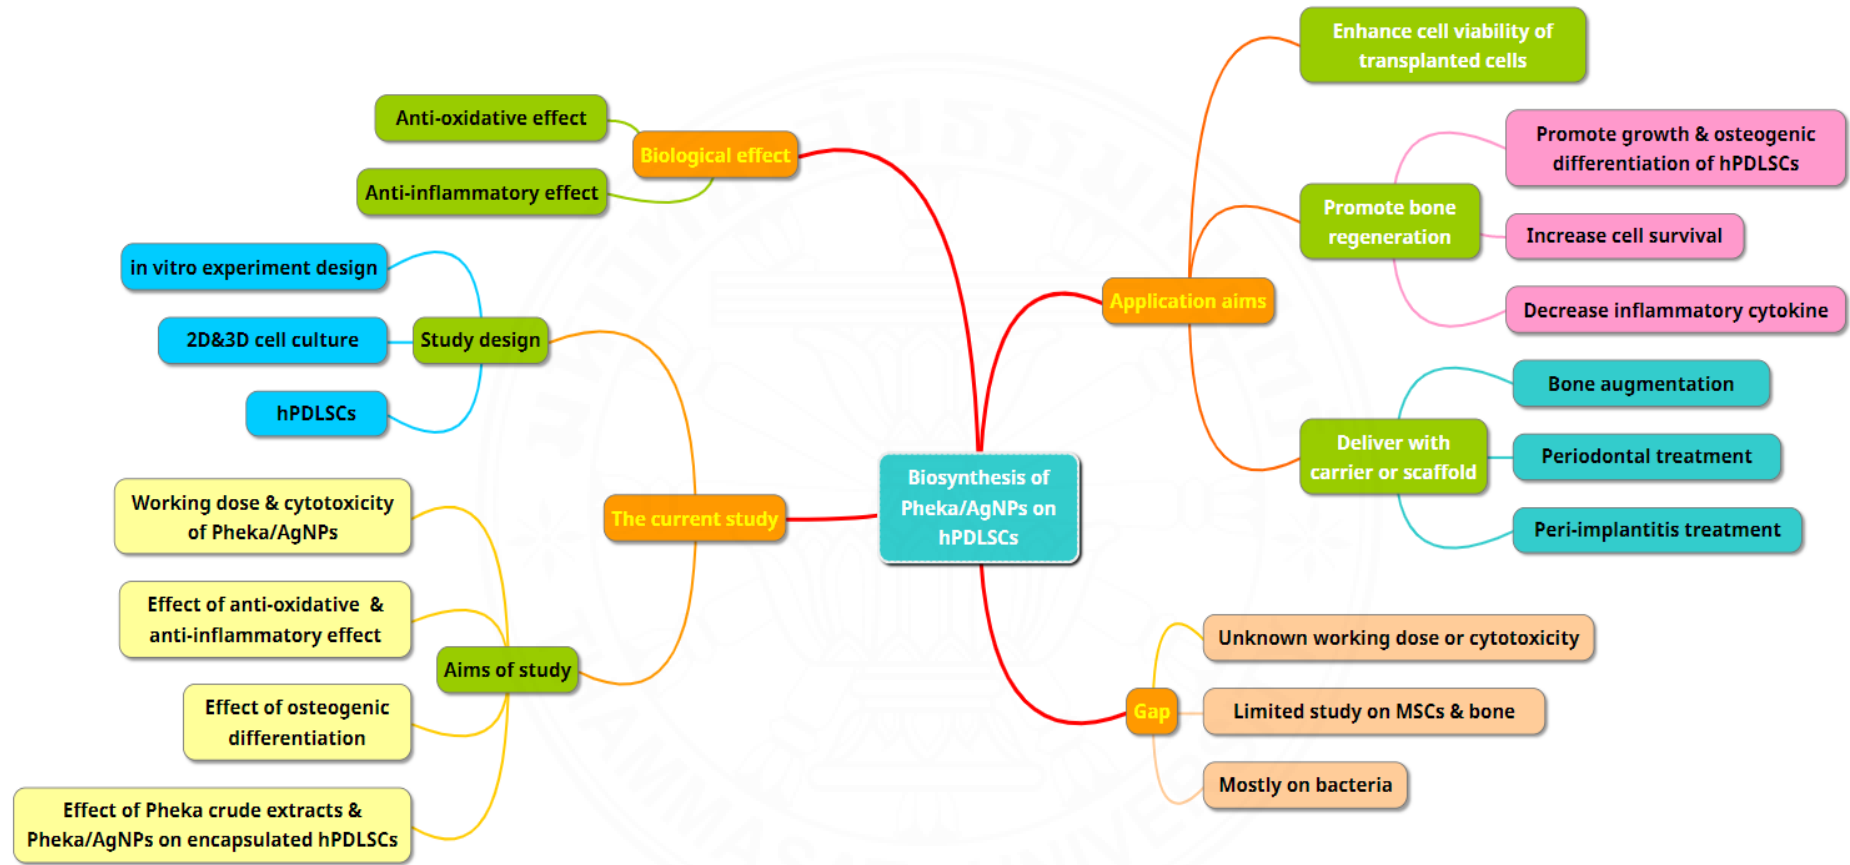 Enhance cell viability of
transplanted cells
Anti-oxidative effect
Biological effect
Anti-inflammatory effect
Promote growth & osteogenic
differentiation of hPDLSCs
Promote bone
regeneration
Increase cell survival
Decrease inflammatory cytokine
Application aims
in vitro experiment design
2D&3D cell culture
Study design
hPDLSCs
Bone augmentation
Deliver with
carrier or scaffold
Periodontal treatment
Peri-implantitis treatment
Biosynthesis of
Pheka/AgNPs on
hPDLSCs
The current study
Working dose & cytotoxicity
of Pheka/AgNPs
Effect of anti-oxidative &
anti-inflammatory effect
Aims of study
Effect of osteogenic
differentiation
Effect of Pheka crude extracts &
Pheka/AgNPs on encapsulated hPDLSCs
Gap
Unknown working dose or cytotoxicity
Limited study on MSCs & bone
Mostly on bacteria